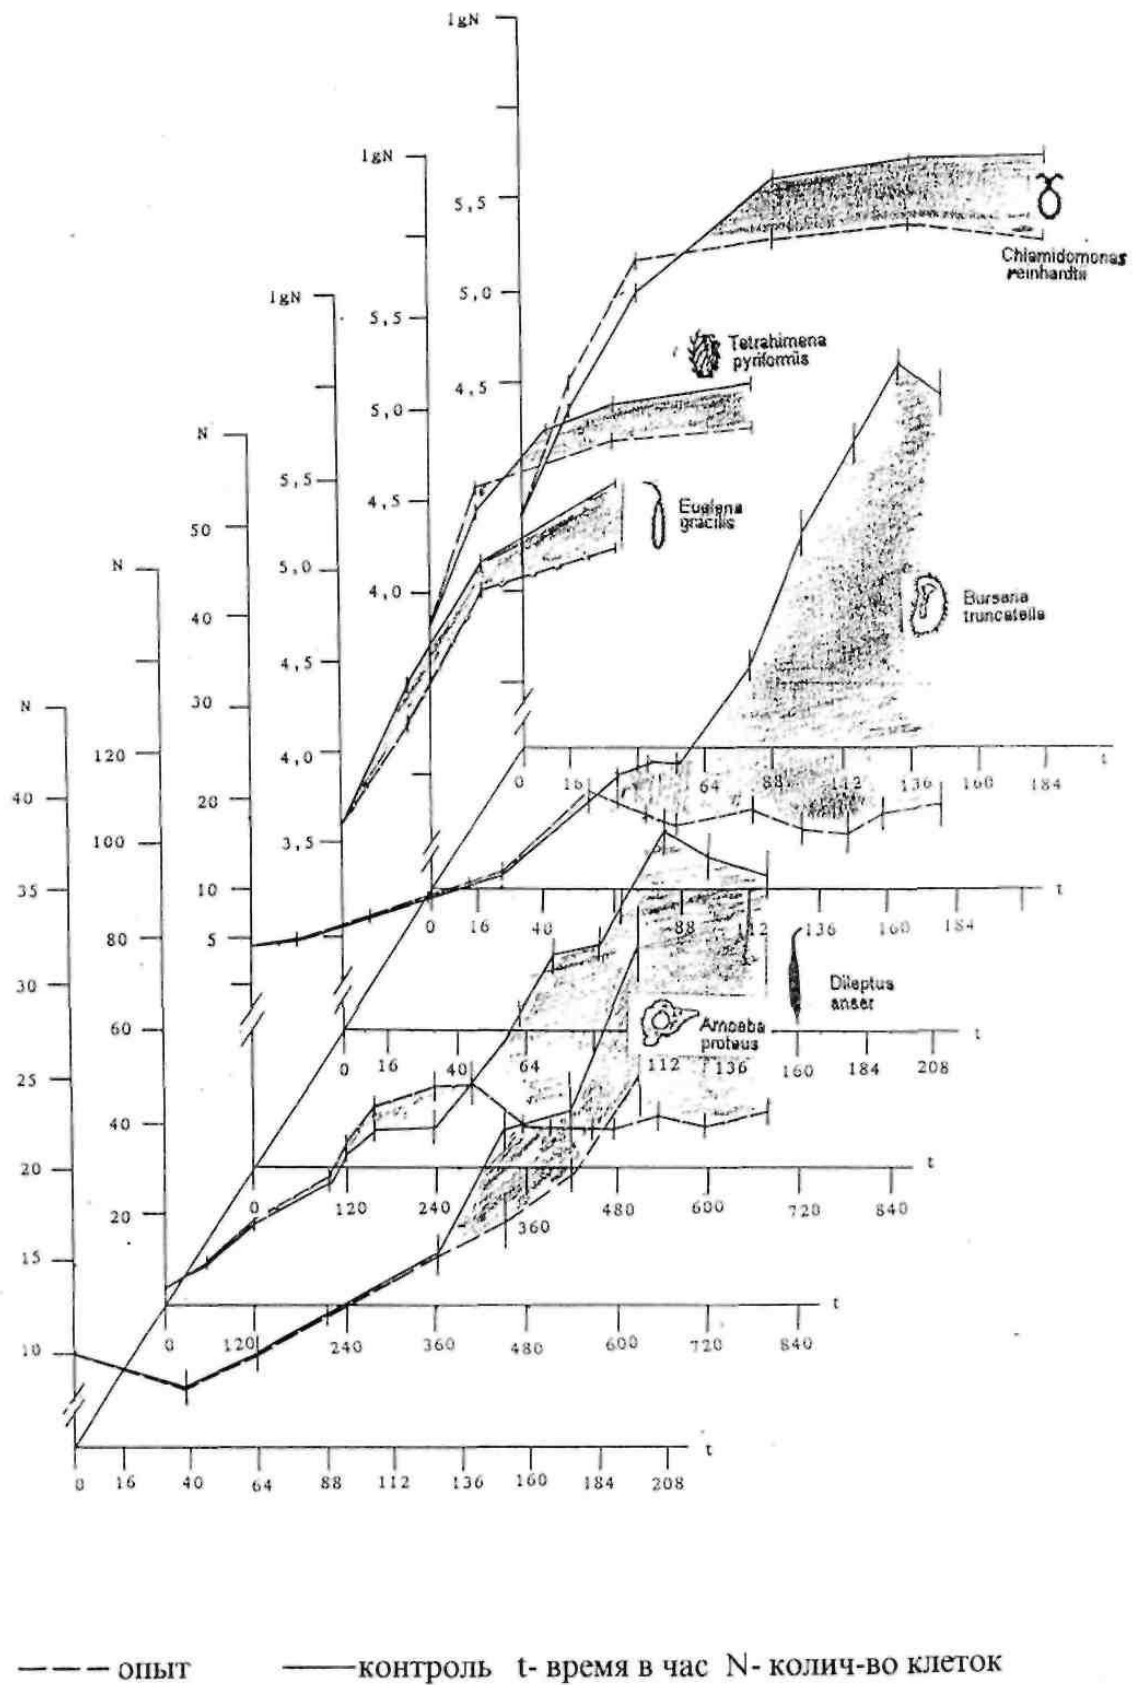 lgN
lgN
5,5
Chlamidomonas
reinhardtii
5,0
lgN
5,5
Tetrahimena
pyriformis
4,5
5,0
N
5,5
4,5
Euglena
gracilis
50
N
5,0
4,0
Bursaria
truncatella
40
4,5
30
N
120
4,0
0 16 64 88 112 136 160 184 t
40
20
100
3,5
35
10
t
80
5
0 16 40 88 112 136 160 184
30
Dileptus
anser
60
Amoeba
proteus
t
0 16 40 64 112 136 160 184 208
25
40
20
t
20
0 120 240 360 480 600 720 840
15
t
0 120 240 360 480 600 720 840
10
t
0 16 40 64 88 112 136 160 184 208
опыт контроль t- время в час N- колич-во клеток